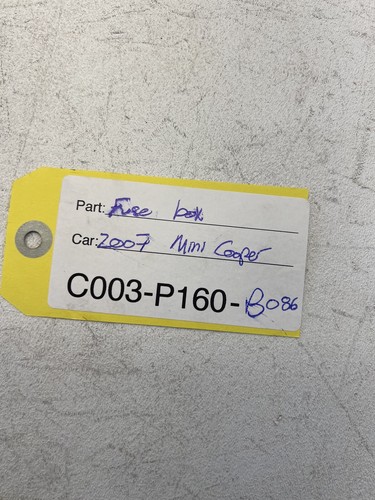 Part: Fuse box
Car: 2007 Mini Cooper
C003-P160-B086